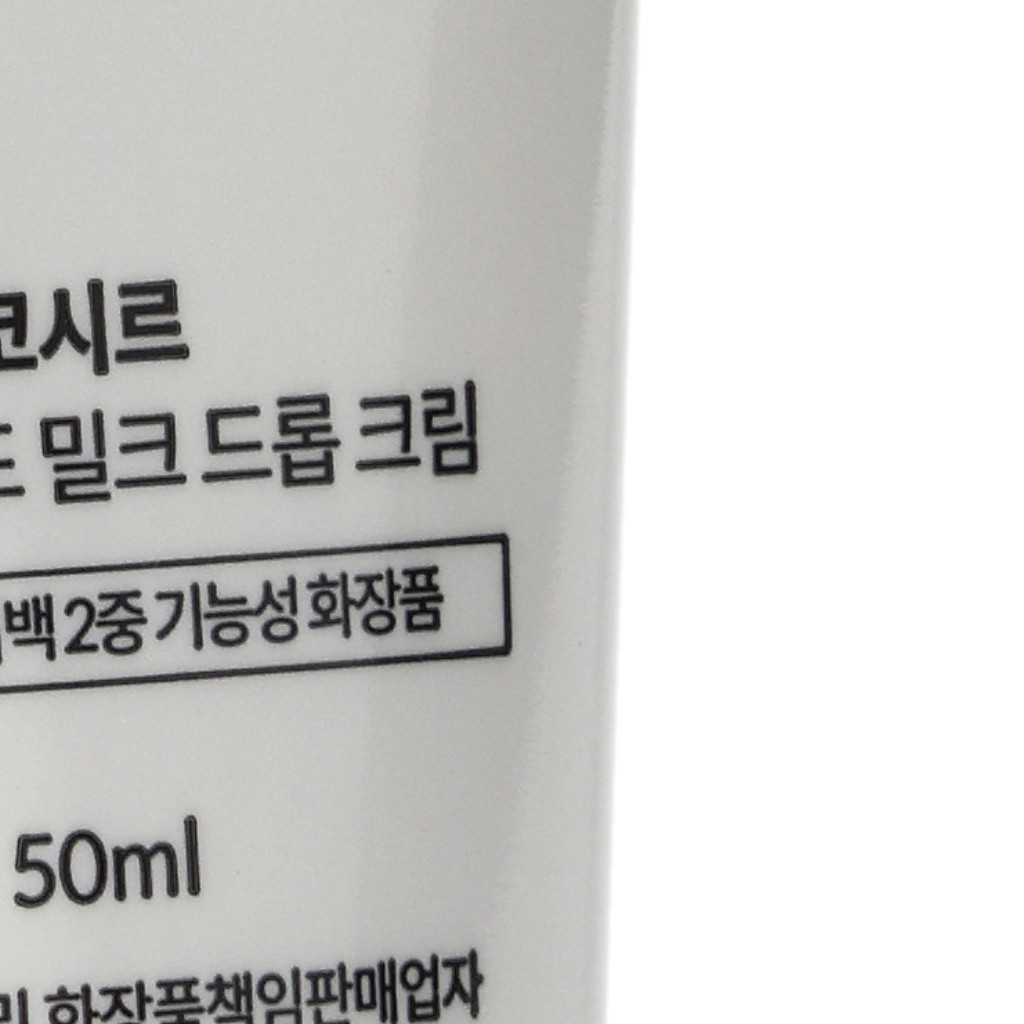 코시르
밀크 드롭 크림
백 2중 기능성 화장품
50ml
및 화장품책임판매업자